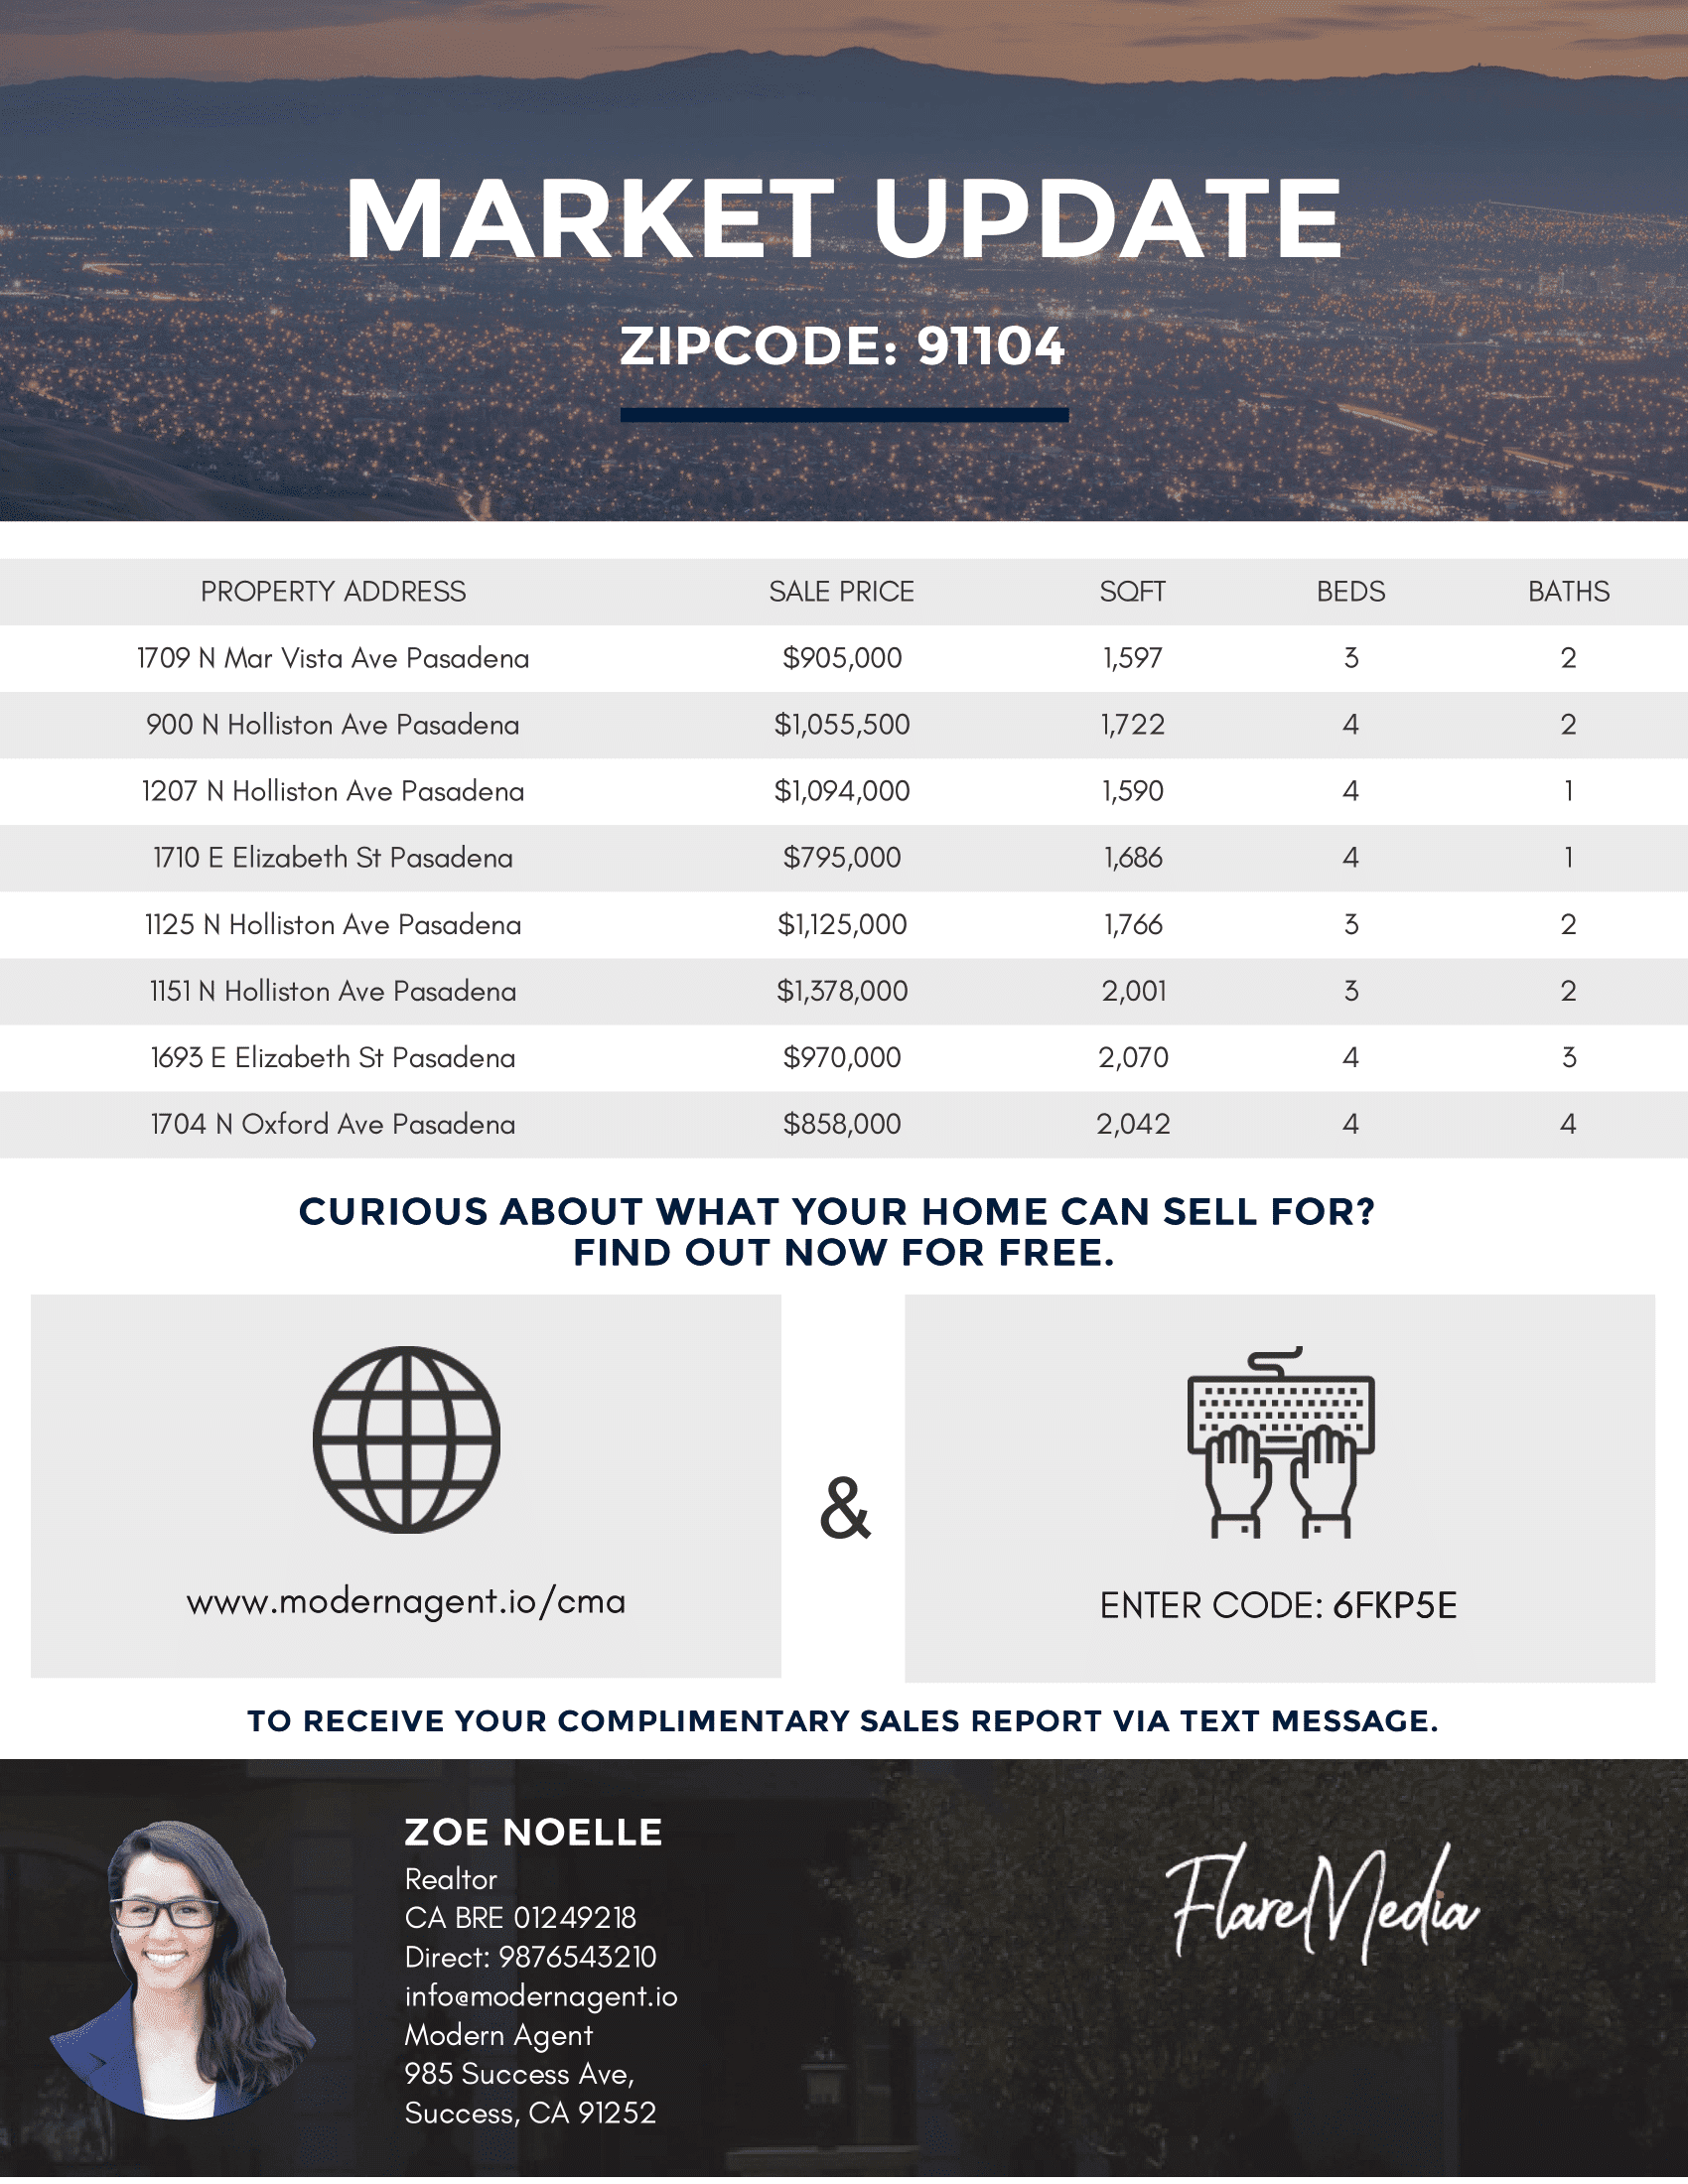 MARKET UPDATE
ZIPCODE: 91104
PROPERTY ADDRESS SALE PRICE SQFT BEDS BATHS
1709 N Mar Vista Ave Pasadena $905,000 1,597 3 2
900 N Holliston Ave Pasadena $1,055,500 1,722 4 2
1207 N Holliston Ave Pasadena $1,094,000 1,590 4 1
1710 E Elizabeth St Pasadena $795,000 1,686 4 1
1125 N Holliston Ave Pasadena $1,125,000 1,766 3 2
1151 N Holliston Ave Pasadena $1,378,000 2,001 3 2
1693 E Elizabeth St Pasadena $970,000 2,070 4 3
1704 N Oxford Ave Pasadena $858,000 2,042 4 4
CURIOUS ABOUT WHAT YOUR HOME CAN SELL FOR?
FIND OUT NOW FOR FREE.
www.modernagent.io/cma
&
ENTER CODE: 6FKP5E
TO RECEIVE YOUR COMPLIMENTARY SALES REPORT VIA TEXT MESSAGE.
ZOE NOELLE
Realtor
CA BRE 01249218
Direct: 9876543210
info@modernagent.io
Modern Agent
985 Success Ave,
Success, CA 91252
FlareMedia